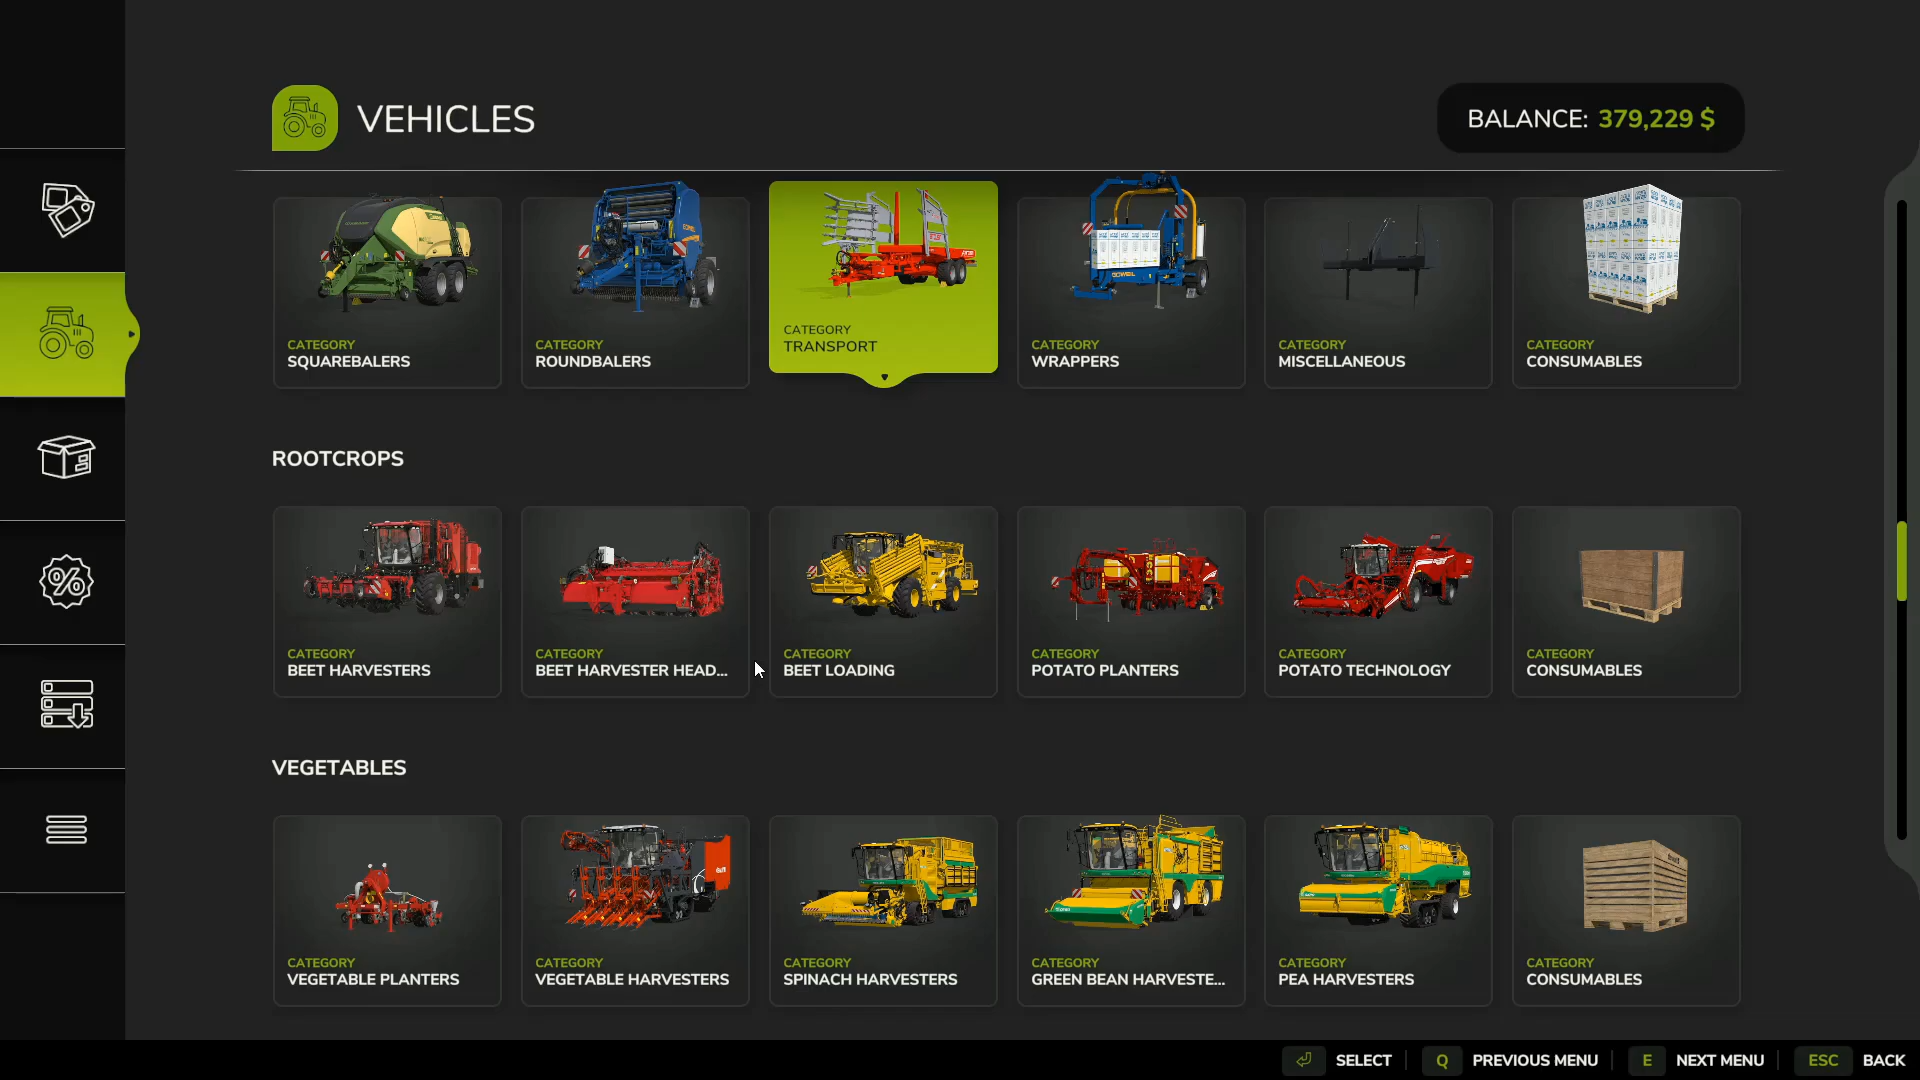 VEHICLES
BALANCE: 379,229 $
CATEGORY
SQUAREBALERS
CATEGORY
ROUNDBALERS
CATEGORY
TRANSPORT
CATEGORY
WRAPPERS
CATEGORY
MISCELLANEOUS
CATEGORY
CONSUMABLES
ROOTCROPS
CATEGORY
BEET HARVESTERS
CATEGORY
BEET HARVESTER HEAD...
CATEGORY
BEET LOADING
CATEGORY
POTATO PLANTERS
CATEGORY
POTATO TECHNOLOGY
CATEGORY
CONSUMABLES
VEGETABLES
CATEGORY
VEGETABLE PLANTERS
CATEGORY
VEGETABLE HARVESTERS
CATEGORY
SPINACH HARVESTERS
CATEGORY
GREEN BEAN HARVESTE...
CATEGORY
PEA HARVESTERS
CATEGORY
CONSUMABLES
SELECT
Q PREVIOUS MENU
E NEXT MENU
ESC BACK